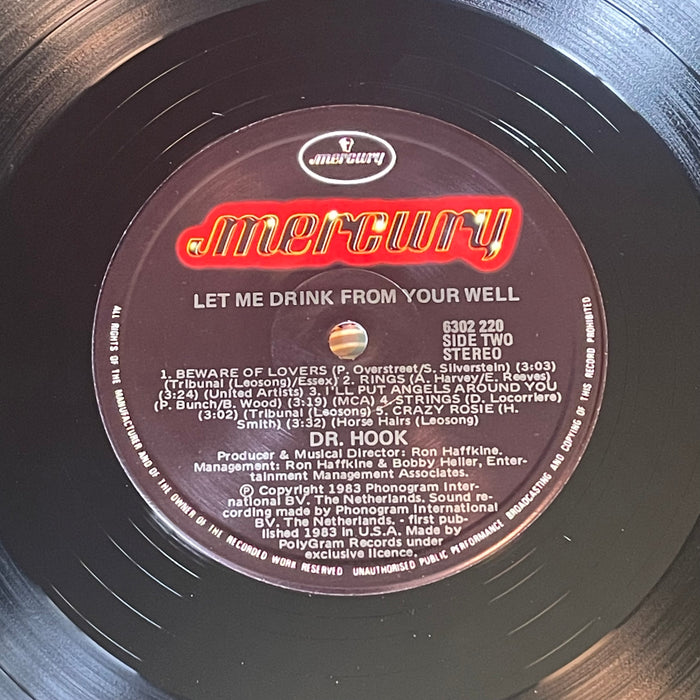 mercury
mercury
LET ME DRINK FROM YOUR WELL
6302 220
SIDE TWO
STEREO
1. BEWARE OF LOVERS (P. Overstreet/S. Silverstein) (3:03)
(Tribunal (Leosong)/Essex) 2. RINGS (A. Harvey/E. Reeves)
(3:24) (United Artists) 3. I'LL PUT ANGELS AROUND YOU
(P. Bunch/B. Wood) (3:19) (MCA) 4 STRINGS (D. Locorriere)
(3:02) (Tribunal (Leosong) 5. CRAZY ROSIE (H.
Smith) (3:32) (Horse Hairs (Leosong)
DR. HOOK
Producer & Musical Director: Ron Haffkine.
Management: Ron Haffkine & Bobby Heller, Enter-
tainment Management Associates.
Ⓟ Copyright 1983 Phonogram Inter-
national BV. The Netherlands. Sound re-
cording made by Phonogram International
BV. The Netherlands. - first pub-
lished 1983 in U.S.A. Made by
PolyGram Records under
exclusive licence.
ALL RIGHTS OF THE MANUFACTURER AND OF THE OWNER OF THE RECORDED WORK RESERVED UNAUTHORISED PUBLIC PERFORMANCE BROADCASTING AND COPYING OF THIS RECORD PROHIBITED